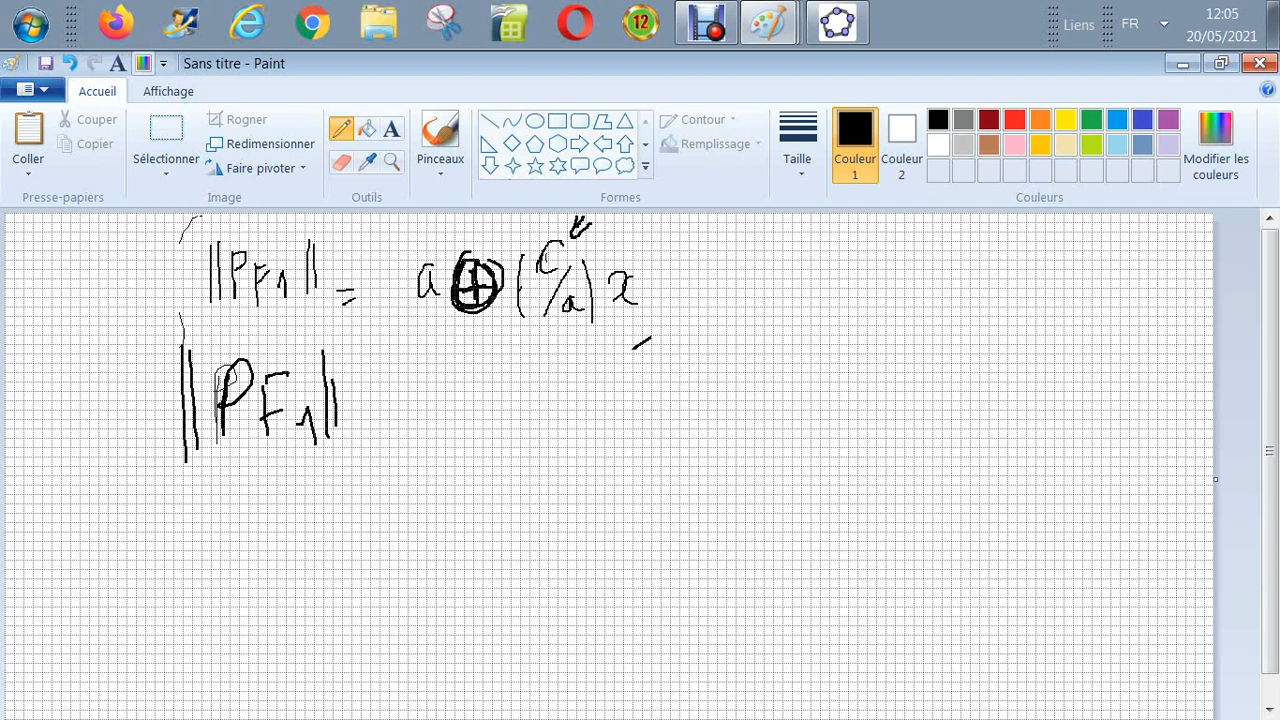 12
12:05
Liens
FR
20/05/2021
Sans titre - Paint
Accueil
Affichage
Couper
Rogner
Contour
Copier
Redimensionner
Remplissage
Coller
Sélectionner
Faire pivoter
Pinceaux
Taille
Couleur 1
Couleur 2
Modifier les couleurs
Presse-papiers
Image
Outils
Formes
Couleurs
||PF1|| = a ⊕ (C/a) x
||PF1||